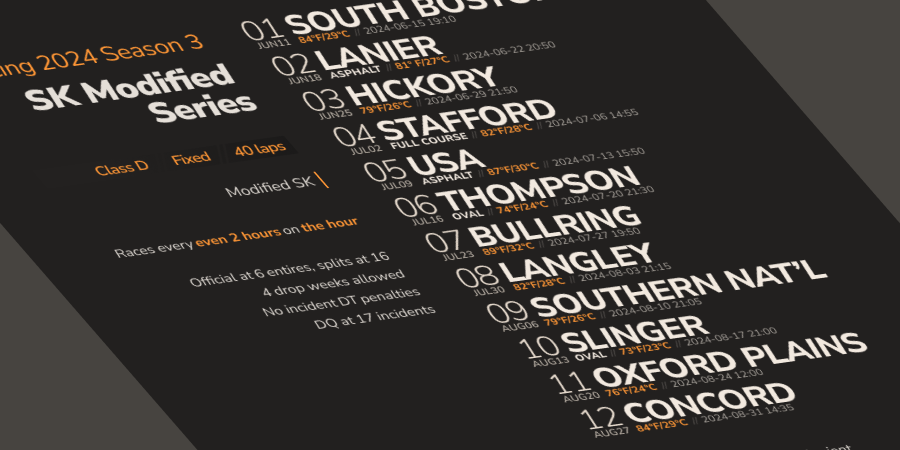 ing 2024 Season 3
SK Modified
Series
Class D Fixed 40 laps
Modified SK
Races every even 2 hours on the hour
Official at 6 entires, splits at 16
4 drop weeks allowed
No incident DT penalties
DQ at 17 incidents
01 SOUTH BOSTON
JUN11 84°F/29°C // 2024-06-15 19:10
02 LANIER
JUN18 ASPHALT // 81°F/27°C // 2024-06-22 20:50
03 HICKORY
JUN25 79°F/26°C // 2024-06-29 21:50
04 STAFFORD
JUL02 FULL COURSE // 82°F/28°C // 2024-07-06 14:55
05 USA
JUL09 ASPHALT // 87°F/30°C // 2024-07-13 15:50
06 THOMPSON
JUL16 OVAL // 74°F/24°C // 2024-07-20 21:30
07 BULLRING
JUL23 89°F/32°C // 2024-07-27 19:50
08 LANGLEY
JUL30 82°F/28°C // 2024-08-03 21:15
09 SOUTHERN NAT'L
AUG06 79°F/26°C // 2024-08-10 21:05
10 SLINGER
AUG13 OVAL // 73°F/23°C // 2024-08-17 21:00
11 OXFORD PLAINS
AUG20 76°F/24°C // 2024-08-24 12:00
12 CONCORD
AUG27 84°F/29°C // 2024-08-31 14:35